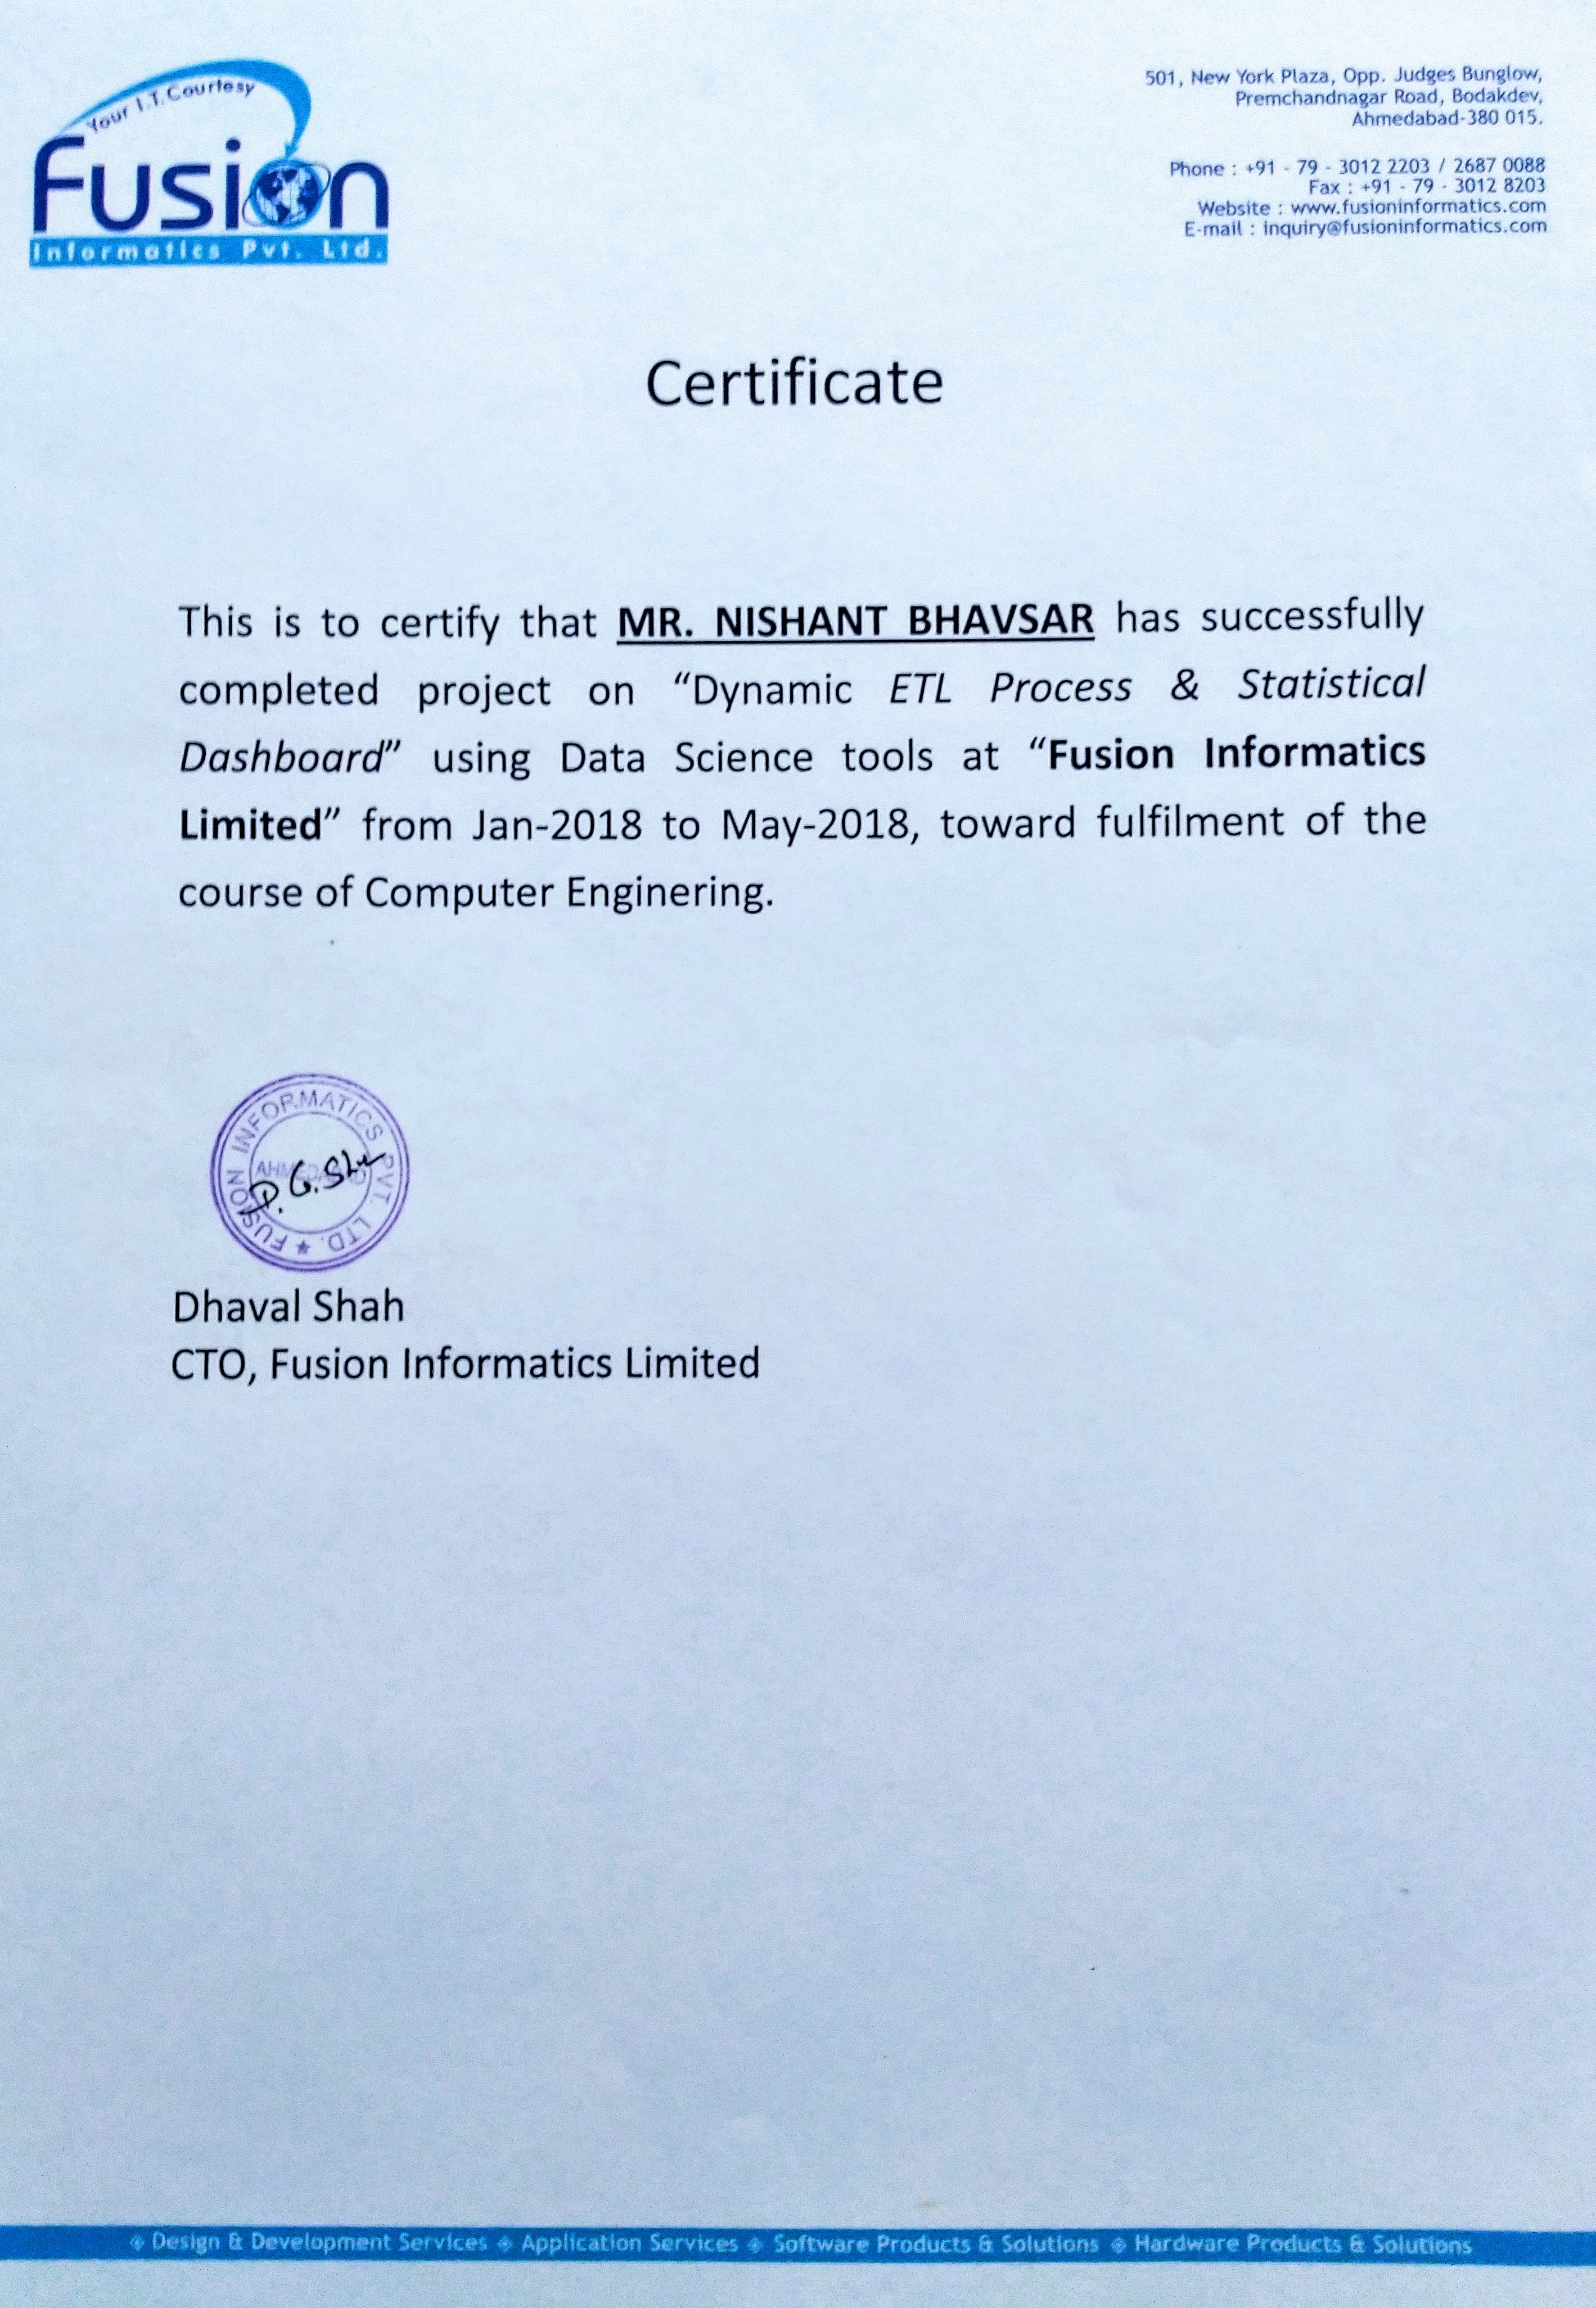 Your I.T. Courtesy
Fusion
Informatics Pvt. Ltd.
501, New York Plaza, Opp. Judges Bunglow,
Premchandnagar Road, Bodakdev,
Ahmedabad-380 015.
Phone : +91 - 79 - 3012 2203 / 2687 0088
Fax : +91 - 79 - 3012 8203
Website : www.fusioninformatics.com
E-mail : inquiry@fusioninformatics.com
Certificate
This is to certify that MR. NISHANT BHAVSAR has successfully
completed project on “Dynamic ETL Process & Statistical
Dashboard” using Data Science tools at “Fusion Informatics
Limited” from Jan-2018 to May-2018, toward fulfilment of the
course of Computer Enginering.
FUSION INFORMATICS PVT. LTD. ★
AHMEDABAD
D. G. Shah
Dhaval Shah
CTO, Fusion Informatics Limited
Design & Development Services Application Services Software Products & Solutions Hardware Products & Solutions